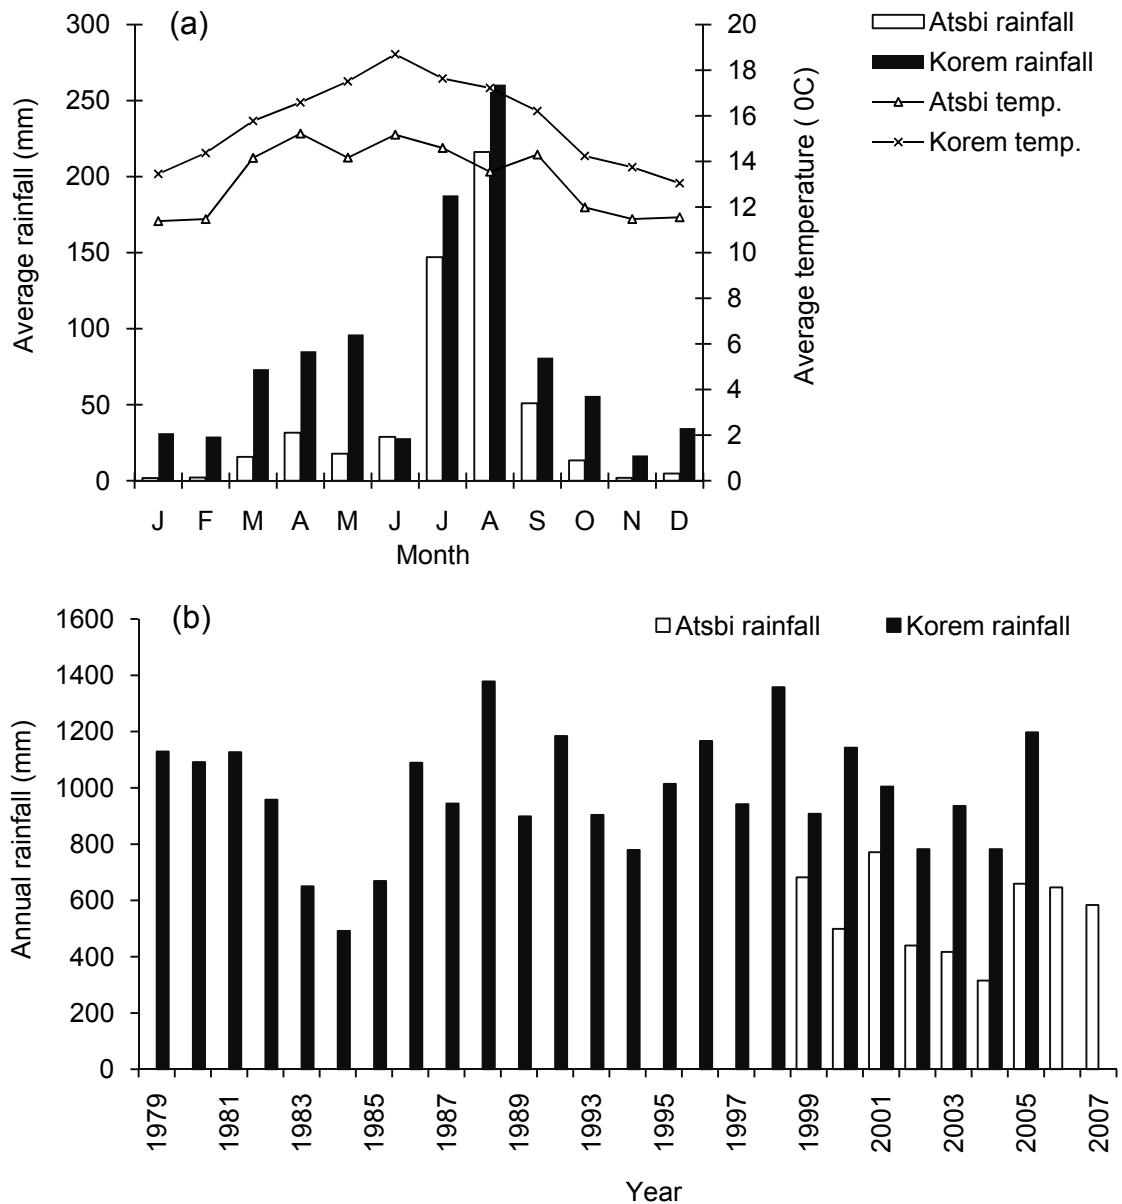 (a)
Atsbi rainfall
Korem rainfall
Atsbi temp.
Korem temp.
Average rainfall (mm)
300
250
200
150
100
50
0
Average temperature ( 0C)
20
18
16
14
12
10
8
6
4
2
0
J F M A M J J A S O N D
Month
(b)
Atsbi rainfall Korem rainfall
Annual rainfall (mm)
1600
1400
1200
1000
800
600
400
200
0
1979 1981 1983 1985 1987 1989 1993 1995 1997 1999 2001 2003 2005 2007
Year